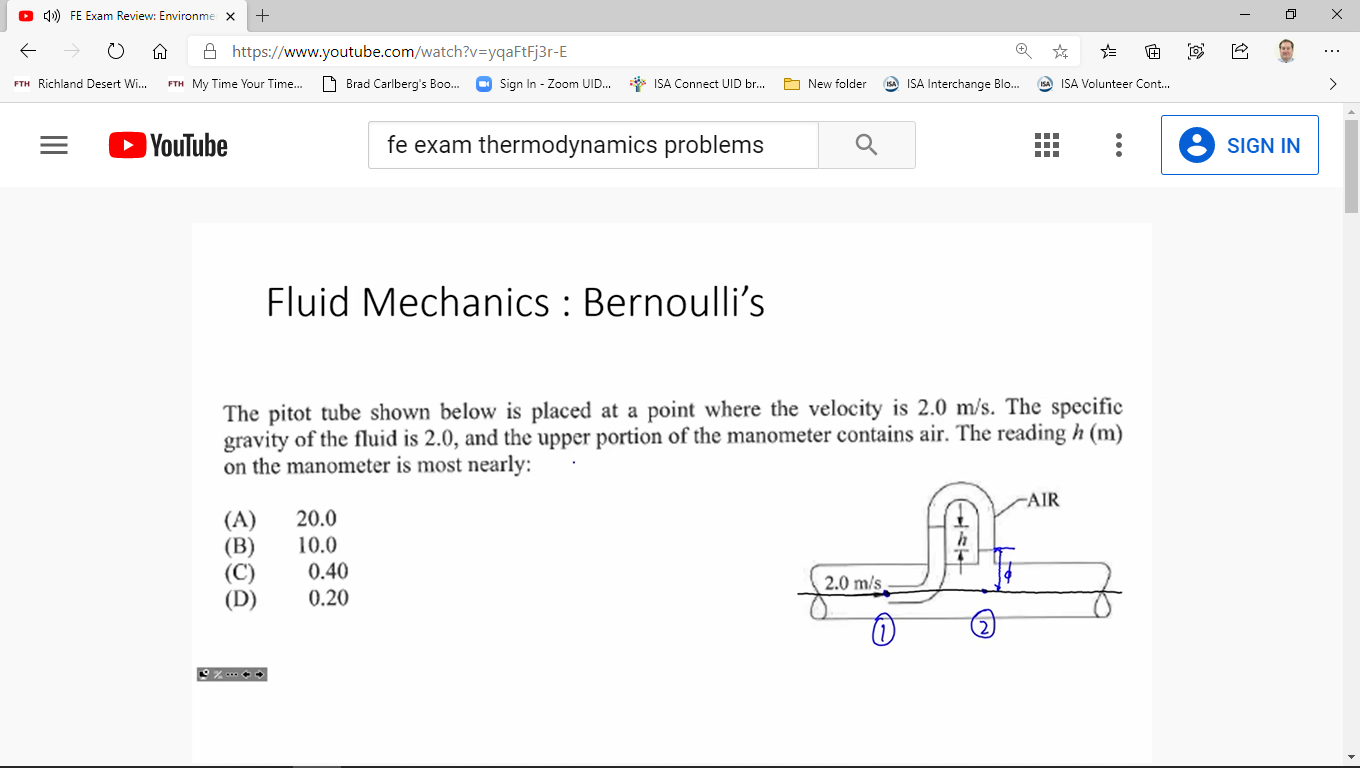 FE Exam Review: Environme
https://www.youtube.com/watch?v=yqaFtFj3r-E
FTH Richland Desert Wi... FTH My Time Your Time... Brad Carlberg's Boo... Sign In - Zoom UID... ISA Connect UID br... New folder ISA ISA Interchange Blo... ISA ISA Volunteer Cont...
YouTube fe exam thermodynamics problems SIGN IN
Fluid Mechanics : Bernoulli's
The pitot tube shown below is placed at a point where the velocity is 2.0 m/s. The specific
gravity of the fluid is 2.0, and the upper portion of the manometer contains air. The reading h (m)
on the manometer is most nearly:
(A) 20.0
(B) 10.0
(C) 0.40
(D) 0.20
AIR
h
2.0 m/s
1 2